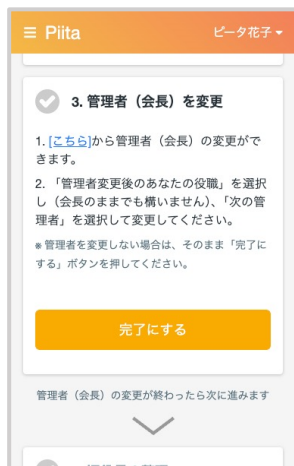 ≡ Piita
ピータ花子▼
3. 管理者（会長）を変更
1. [こちら]から管理者（会長）の変更がで
きます。
2. 「管理者変更後のあなたの役職」を選択
し（会長のままでも構いません）、「次の管
理者」を選択して変更してください。
※管理者を変更しない場合は、そのまま「完了に
する」ボタンを押してください。
完了にする
管理者（会長）の変更が終わったら次に進みます